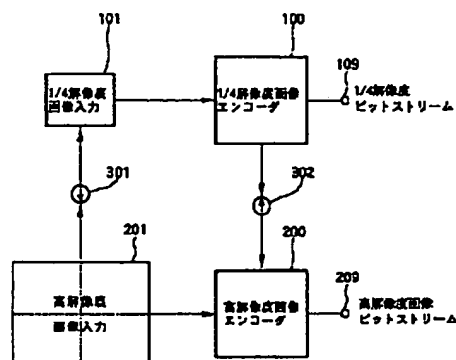 101
100
109
1/4解像度
画像入力
1/4解像度画像
エンコーダ
1/4解像度
ビットストリーム
301
302
201
200
209
高解像度
画像入力
高解像度画像
エンコーダ
高解像度画像
ビットストリーム